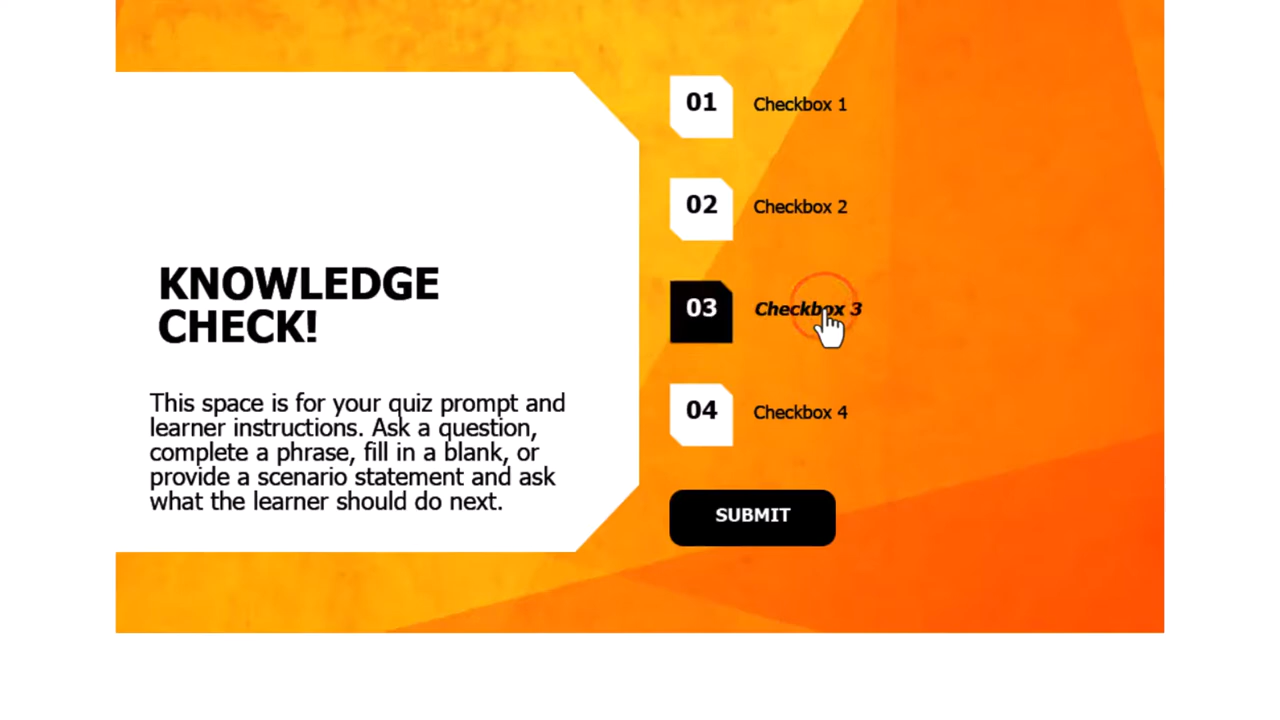 KNOWLEDGE
CHECK!
This space is for your quiz prompt and
learner instructions. Ask a question,
complete a phrase, fill in a blank, or
provide a scenario statement and ask
what the learner should do next.
01 Checkbox 1
02 Checkbox 2
03 Checkbox 3
04 Checkbox 4
SUBMIT